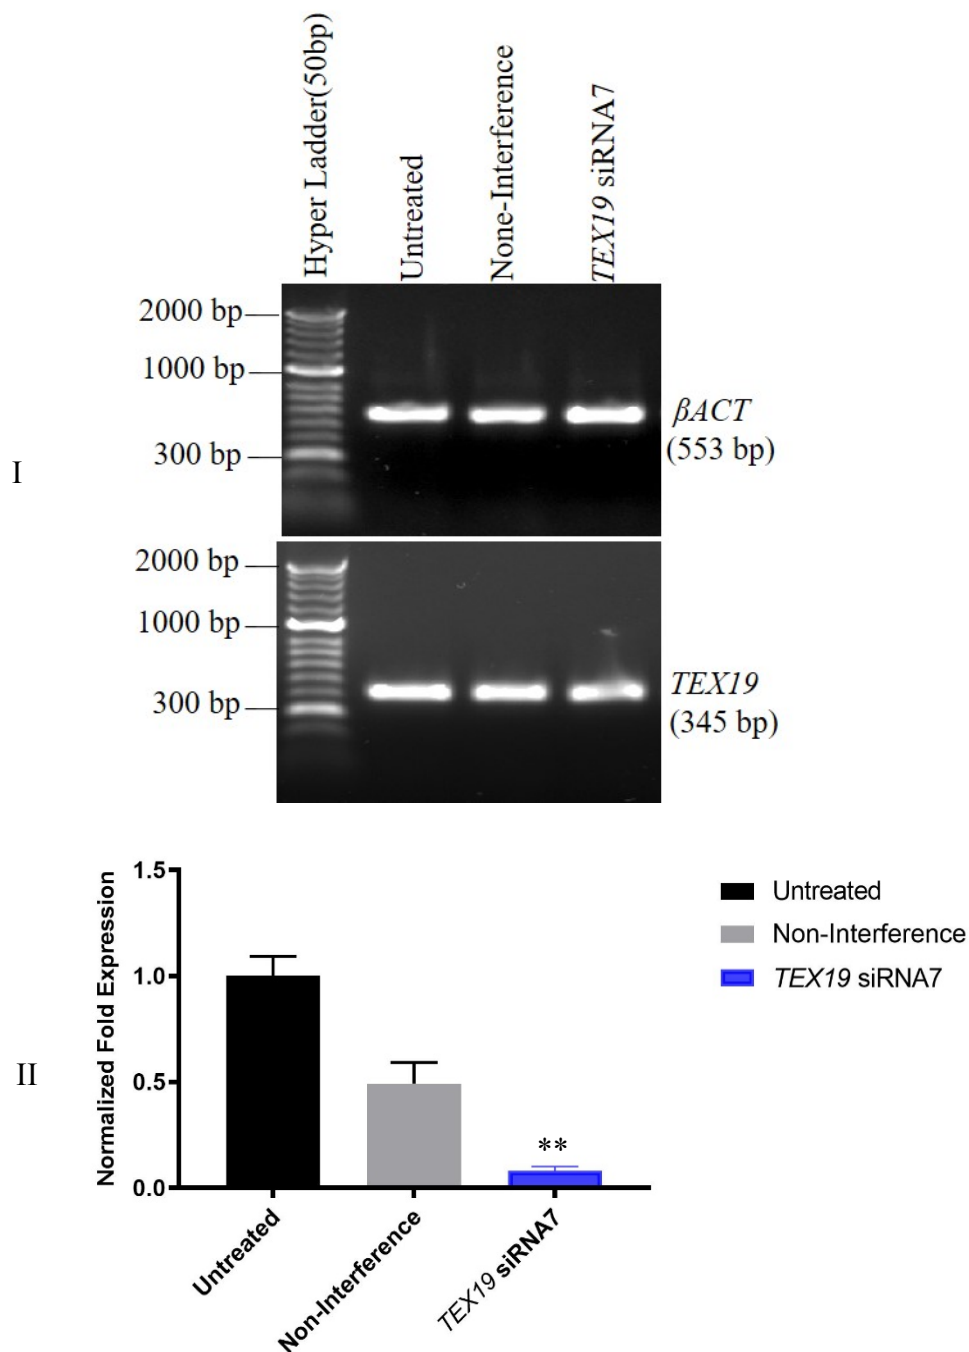 Hyper Ladder(50bp)
Untreated
None-Interference
TEX19 siRNA7
I
2000 bp
1000 bp
300 bp
βACT
(553 bp)
2000 bp
1000 bp
300 bp
TEX19
(345 bp)
II
Normalized Fold Expression
1.5
1.0
0.5
0.0
**
Untreated
Non-Interference
TEX19 siRNA7
Untreated
Non-Interference
TEX19 siRNA7